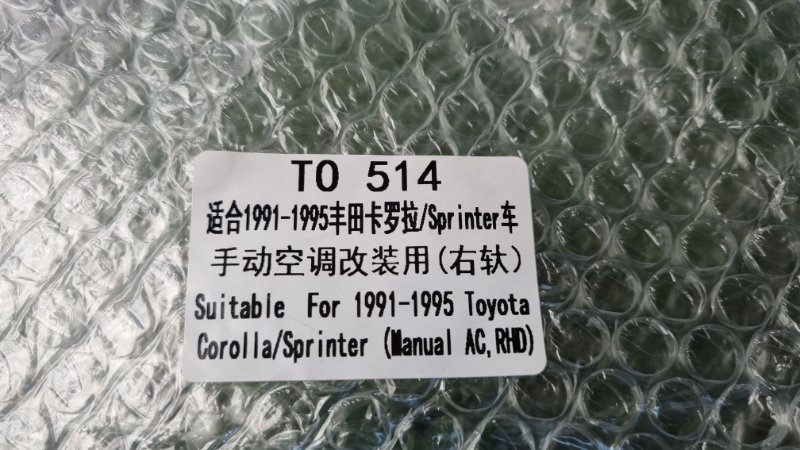 TO 514
适合1991-1995丰田卡罗拉/Sprinter车
手动空调改装用(右轪)
Suitable For 1991-1995 Toyota
Corolla/Sprinter (Manual AC,RHD)